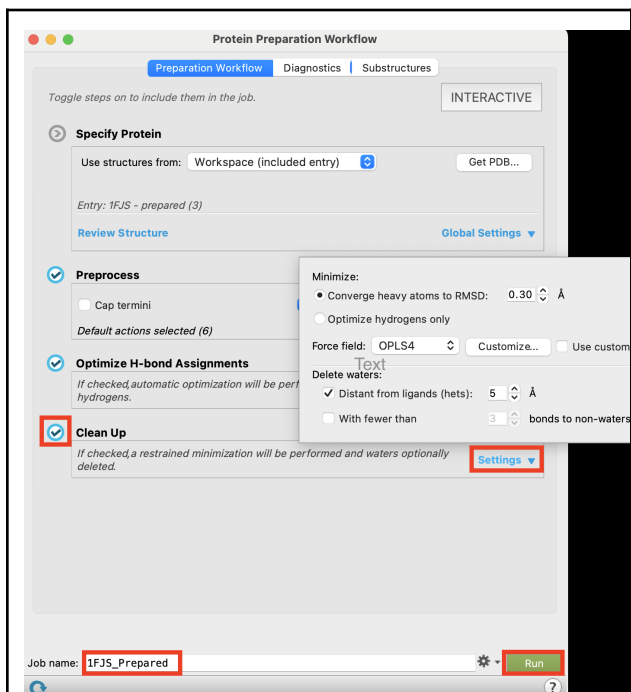 Protein Preparation Workflow
Preparation Workflow Diagnostics Substructures
Toggle steps on to include them in the job.
INTERACTIVE
Specify Protein
Use structures from: Workspace (included entry) Get PDB...
Entry: 1FJS - prepared (3)
Review Structure Global Settings ▼
Preprocess
Cap termini
Default actions selected (6)
Minimize:
Converge heavy atoms to RMSD: 0.30 Å
Optimize hydrogens only
Force field: OPLS4 Customize... Use custom
Text
Delete waters:
Distant from ligands (hets): 5 Å
With fewer than 3 bonds to non-waters
Optimize H-bond Assignments
If checked,automatic optimization will be perf
hydrogens.
Clean Up
If checked,a restrained minimization will be performed and waters optionally
deleted.
Settings ▼
Job name: 1FJS_Prepared Run
?